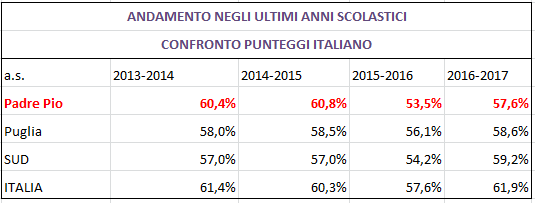 ANDAMENTO NEGLI ULTIMI ANNI SCOLASTICI
CONFRONTO PUNTEGGI ITALIANO
a.s. 2013-2014 2014-2015 2015-2016 2016-2017
Padre Pio 60,4% 60,8% 53,5% 57,6%
Puglia 58,0% 58,5% 56,1% 58,6%
SUD 57,0% 57,0% 54,2% 59,2%
ITALIA 61,4% 60,3% 57,6% 61,9%